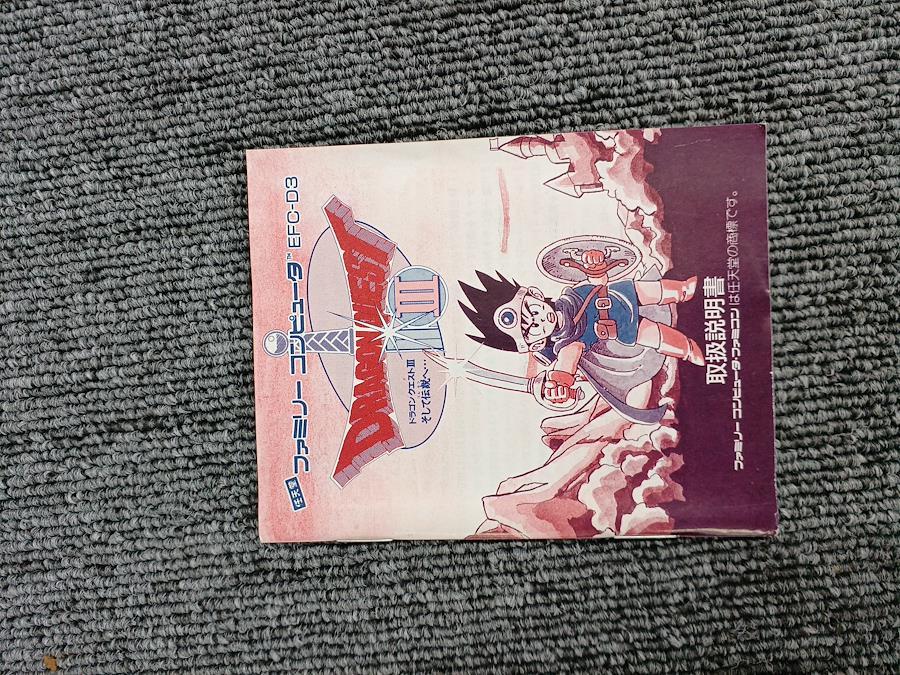 任天堂 ファミリー コンピュータ™ EFC-D3
DRAGON QUEST
III
ドラゴンクエストIII
そして伝説へ…
取扱説明書
ファミリー コンピュータ・ファミコンは任天堂の商標です。